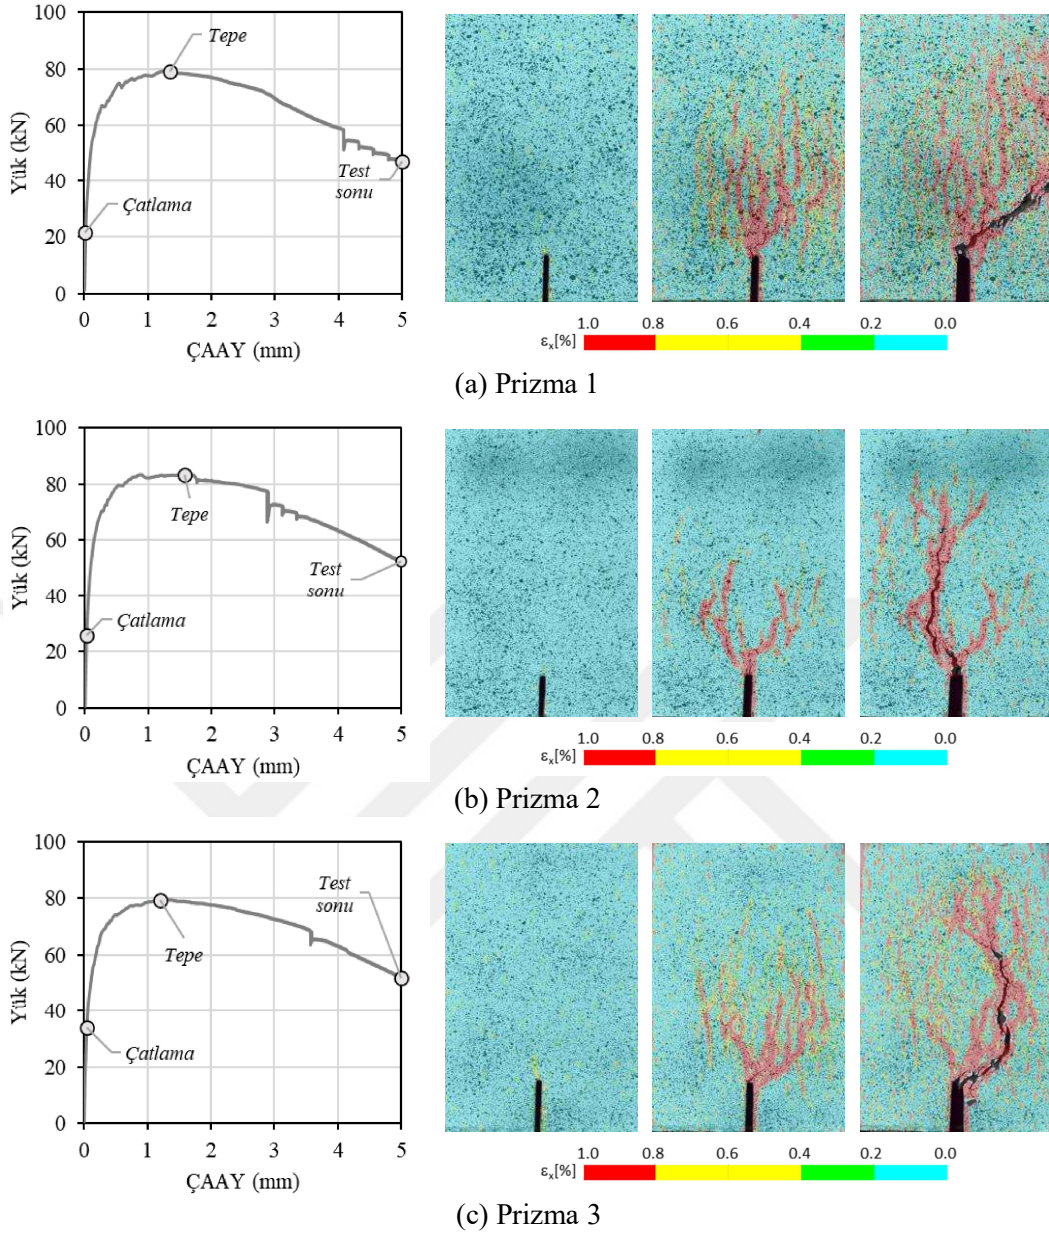 100
80
60
40
20
0
Yük (kN)
Tepe
Test
sonu
Çatlama
0 1 2 3 4 5
ÇAAY (mm)
1.0 0.8 0.6 0.4 0.2 0.0
εx[%]
(a) Prizma 1
100
80
60
40
20
0
Yük (kN)
Tepe
Test
sonu
Çatlama
0 1 2 3 4 5
ÇAAY (mm)
1.0 0.8 0.6 0.4 0.2 0.0
εx[%]
(b) Prizma 2
100
80
60
40
20
0
Yük (kN)
Test
sonu
Tepe
Çatlama
0 1 2 3 4 5
ÇAAY (mm)
1.0 0.8 0.6 0.4 0.2 0.0
εx[%]
(c) Prizma 3